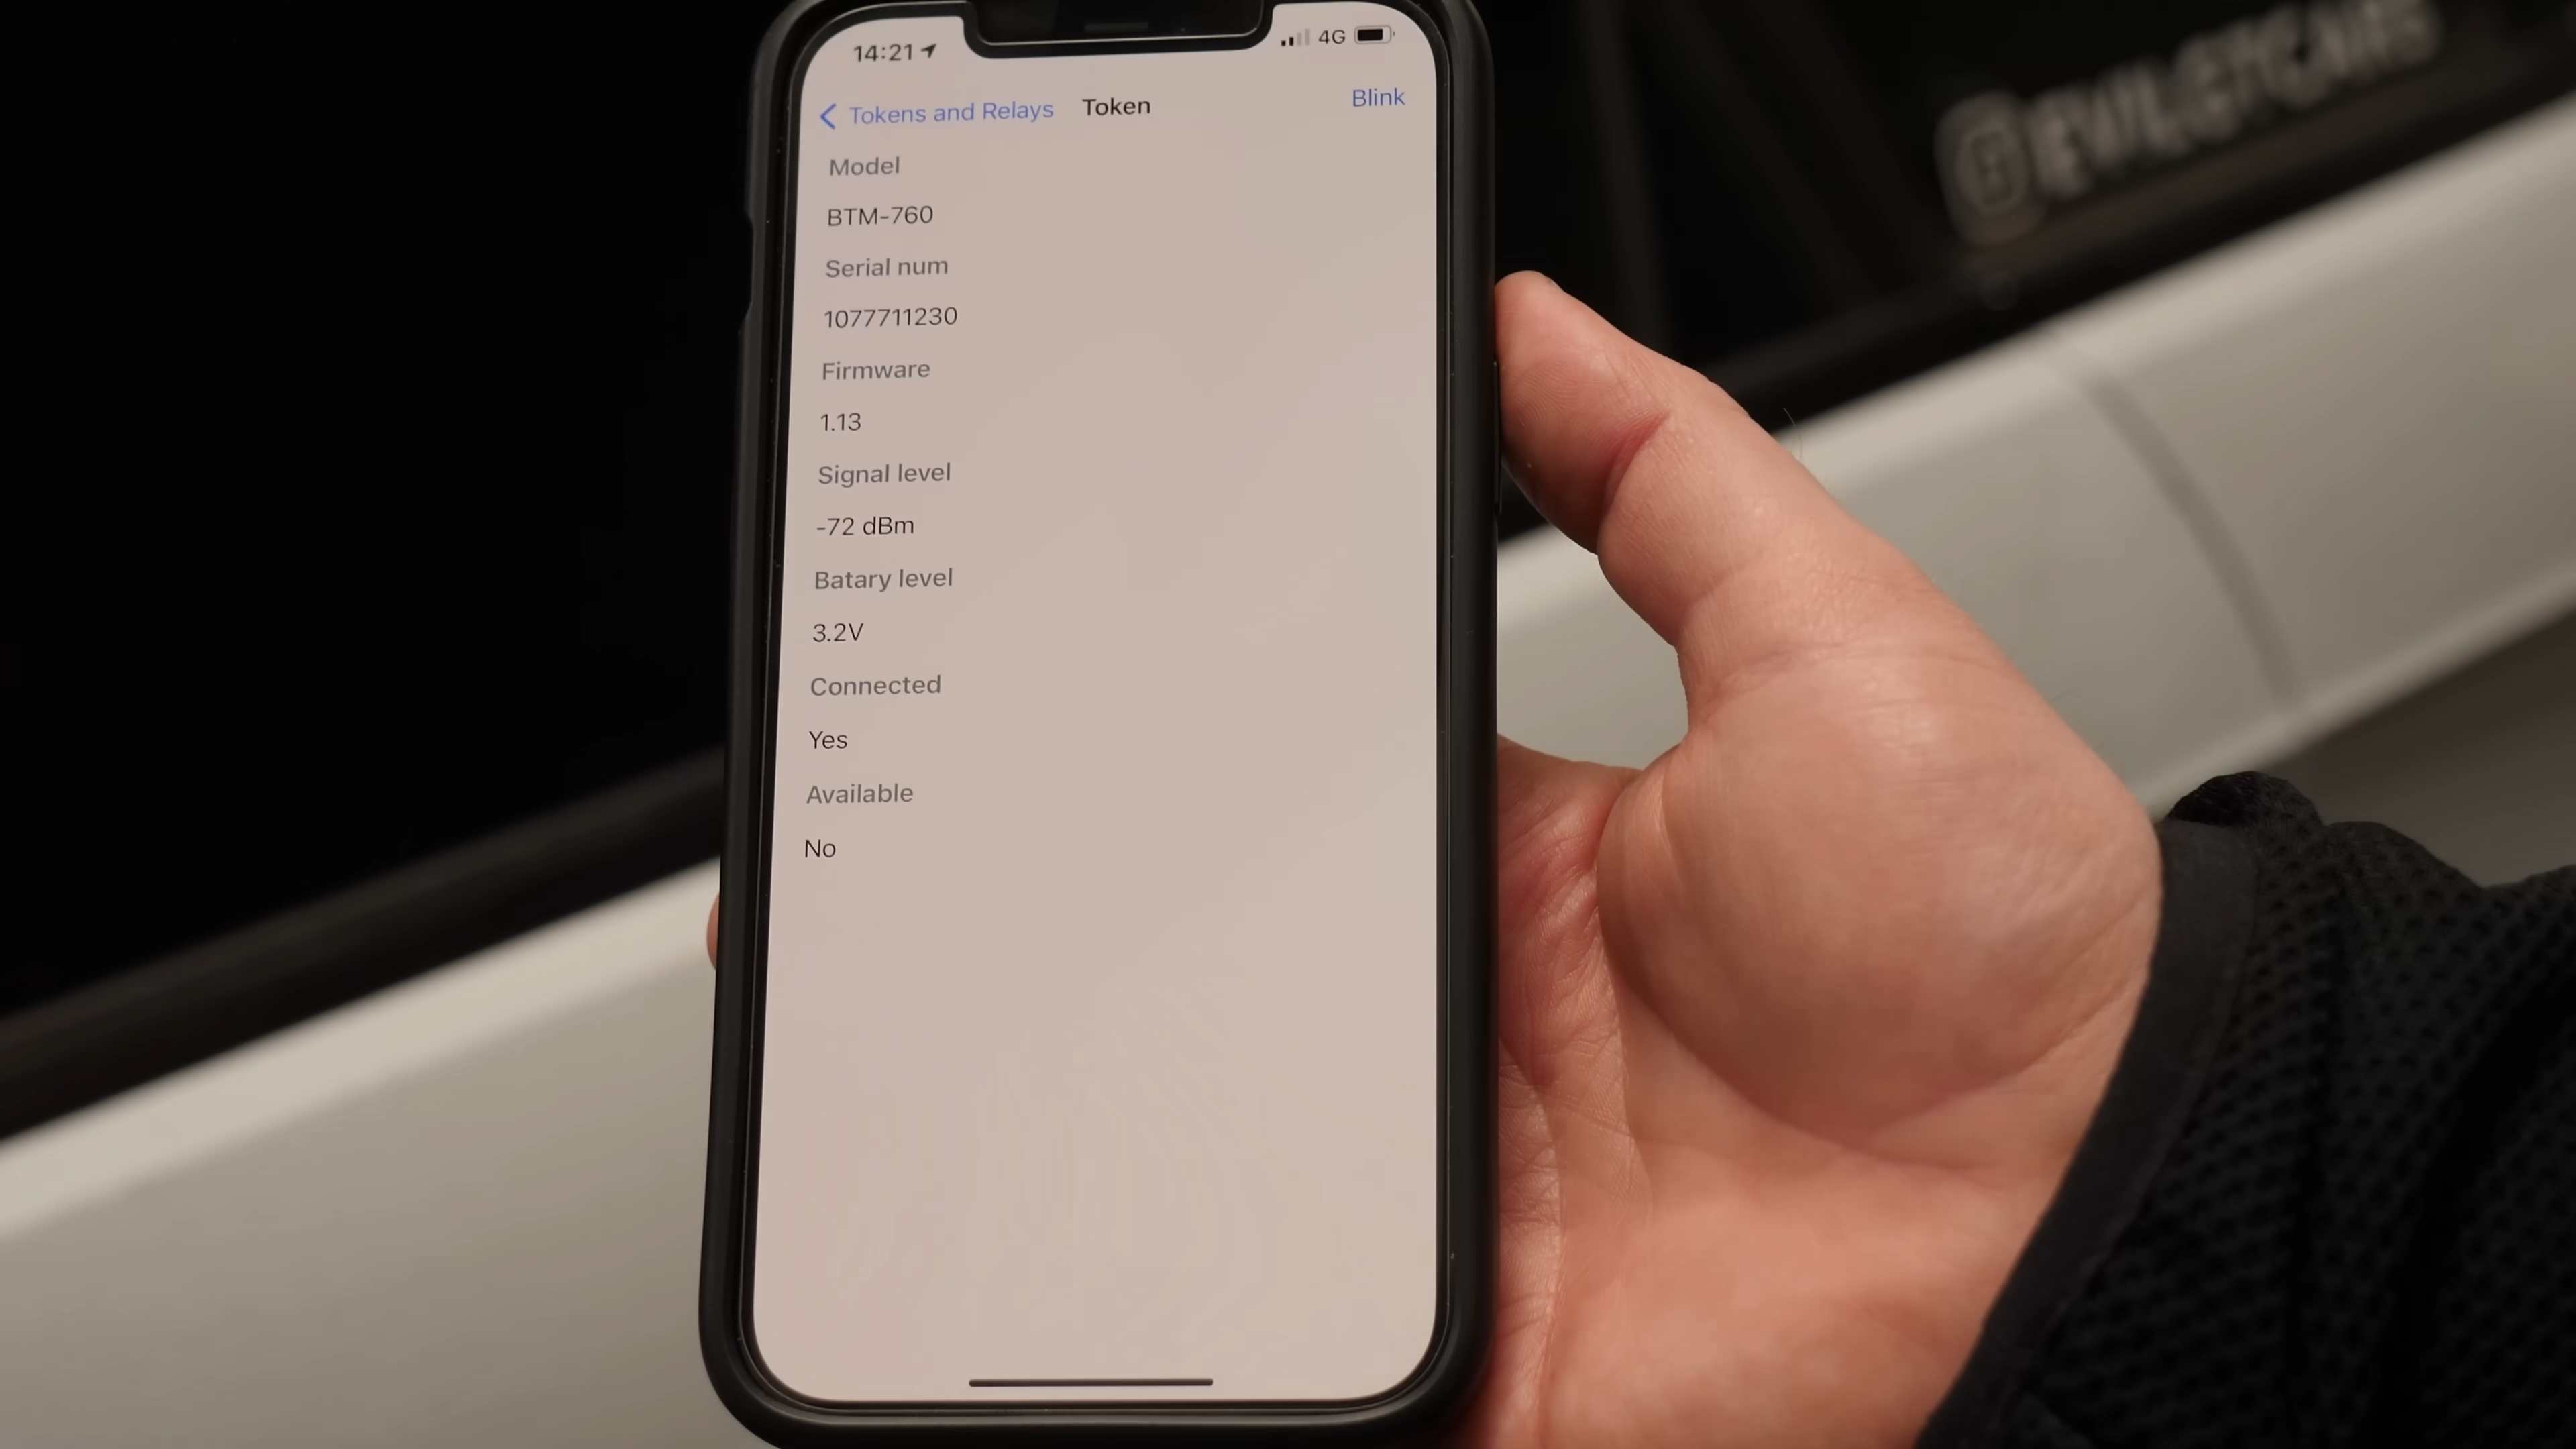 14:21
4G
Tokens and Relays
Token
Blink
Model
BTM-760
Serial num
1077711230
Firmware
1.13
Signal level
-72 dBm
Batary level
3.2V
Connected
Yes
Available
No